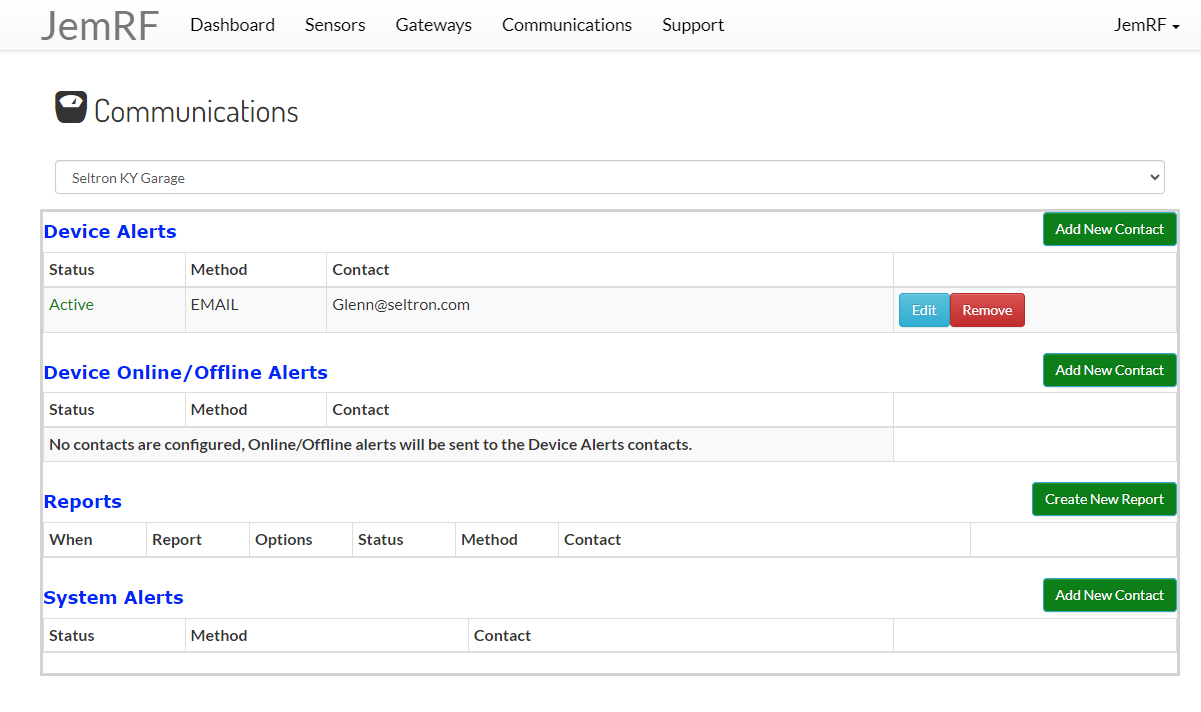 JemRF Dashboard Sensors Gateways Communications Support JemRF
Communications
Seltron KY Garage
Device Alerts Add New Contact
Status Method Contact
Active EMAIL Glenn@seltron.com Edit Remove
Device Online/Offline Alerts Add New Contact
Status Method Contact
No contacts are configured, Online/Offline alerts will be sent to the Device Alerts contacts.
Reports Create New Report
When Report Options Status Method Contact
System Alerts Add New Contact
Status Method Contact